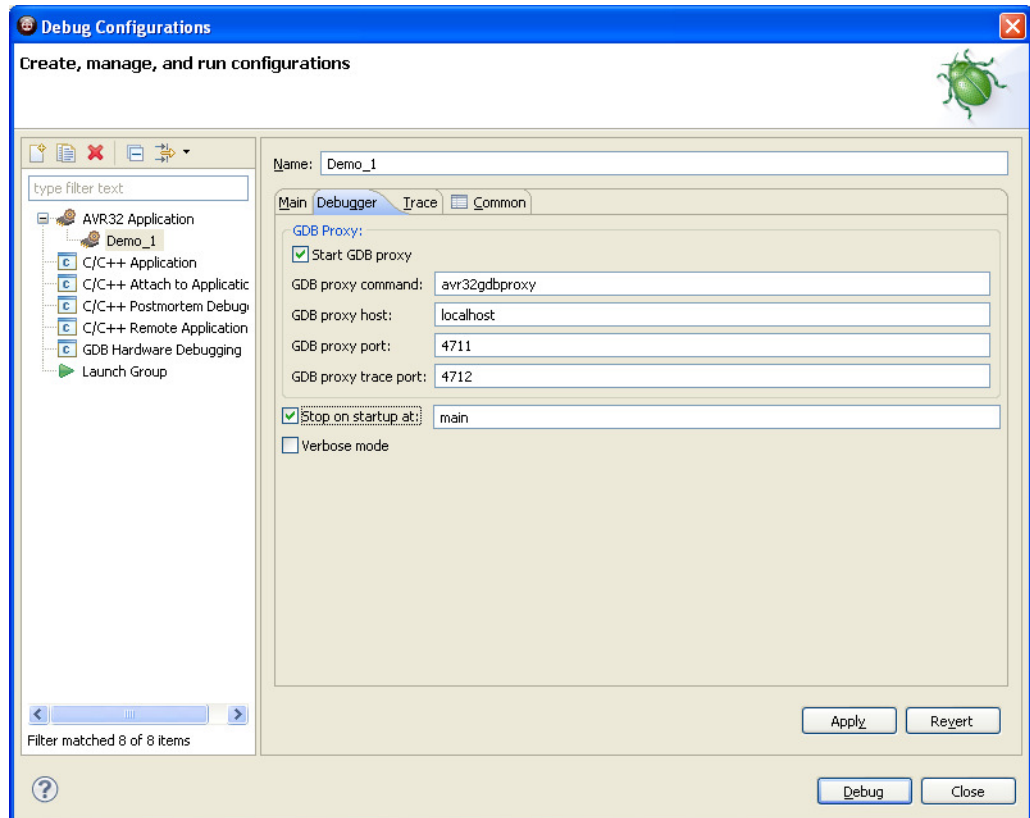 Debug Configurations
Create, manage, and run configurations
type filter text
AVR32 Application
Demo_1
C/C++ Application
C/C++ Attach to Applicatic
C/C++ Postmortem Debug
C/C++ Remote Application
GDB Hardware Debugging
Launch Group
Filter matched 8 of 8 items
Name: Demo_1
Main Debugger Trace Common
GDB Proxy:
Start GDB proxy
GDB proxy command: avr32gdbproxy
GDB proxy host: localhost
GDB proxy port: 4711
GDB proxy trace port: 4712
Stop on startup at: main
Verbose mode
Apply Revert
? Debug Close